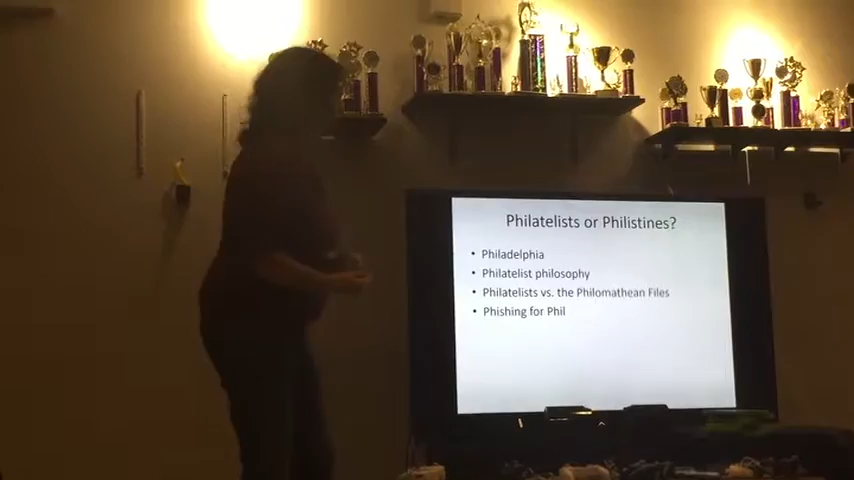 Philatelists or Philistines?
• Philadelphia
• Philatelist philosophy
• Philatelists vs. the Philomathean Files
• Phishing for Phil